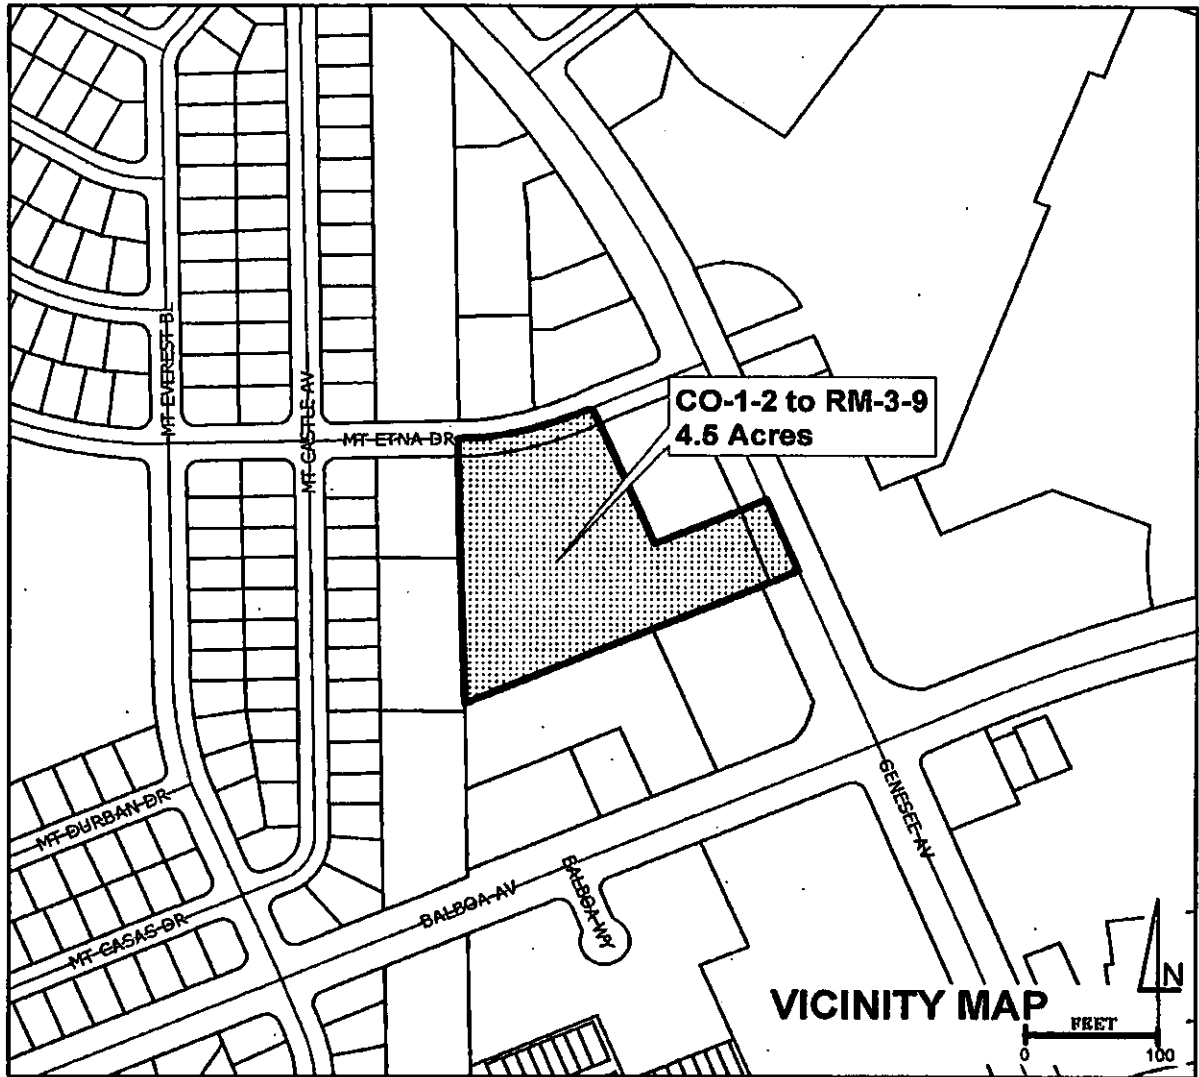 MT EVEREST BL
MT CASTLE AV
MT ETNA DR
CO-1-2 to RM-3-9
4.5 Acres
MT DURBAN DR
MT CASAS DR
BALBOA AV
BALBOA WY
GENESEE AV
N
VICINITY MAP
FEET
0 100